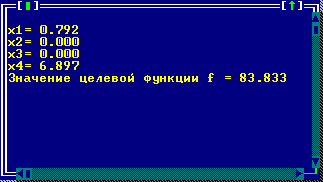 x1= 0.792
x2= 0.000
x3= 0.000
x4= 6.897
Значение целевой функции f = 83.833